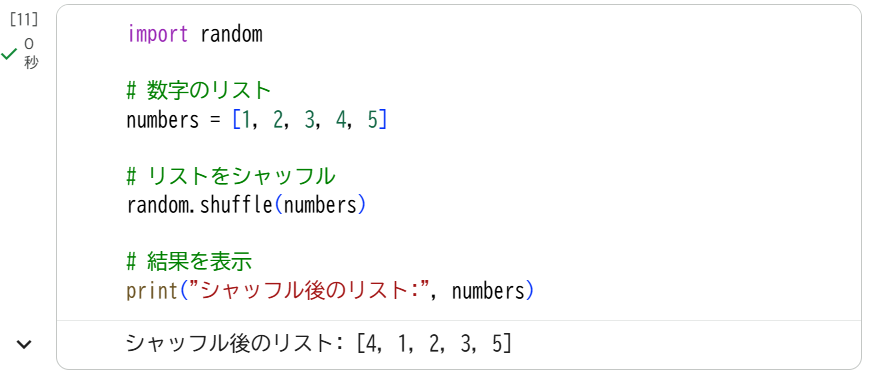 [11]
0
秒
import random
# 数字のリスト
numbers = [1, 2, 3, 4, 5]
# リストをシャッフル
random.shuffle(numbers)
# 結果を表示
print("シャッフル後のリスト:", numbers)
シャッフル後のリスト: [4, 1, 2, 3, 5]